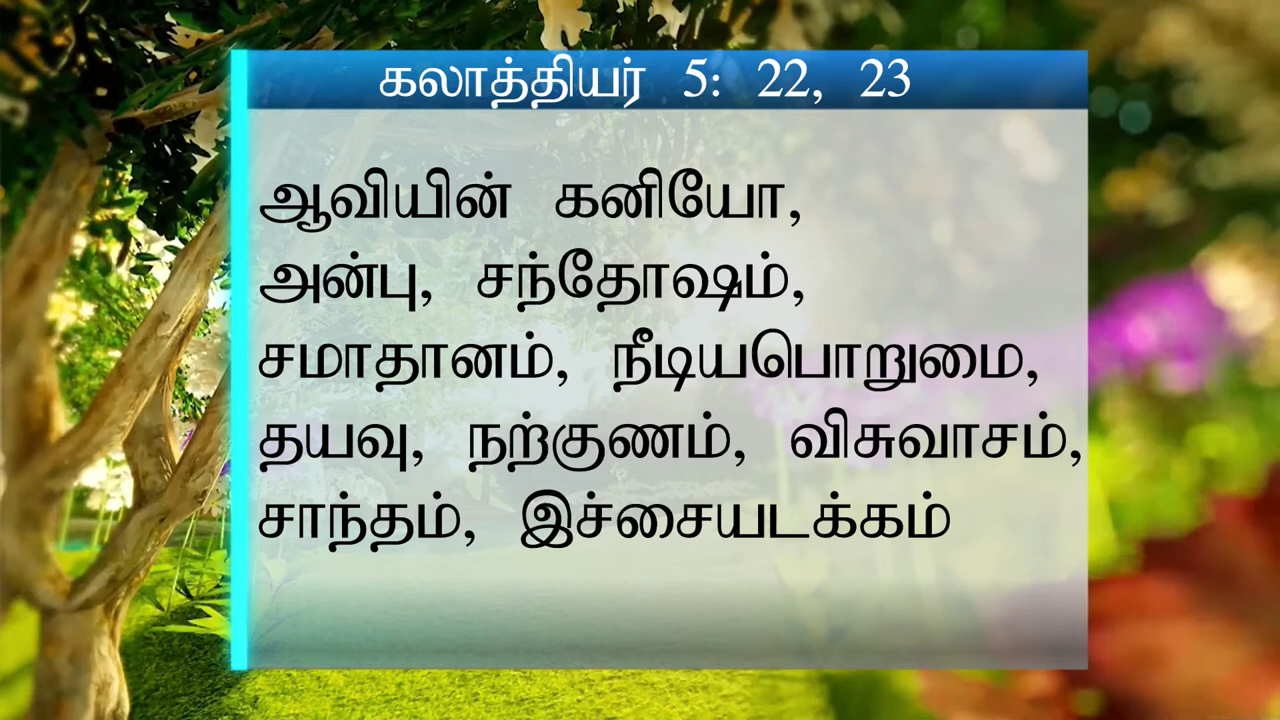 கலாத்தியர் 5: 22, 23
ஆவியின் கனியோ,
அன்பு, சந்தோஷம்,
சமாதானம், நீடியபொறுமை,
தயவு, நற்குணம், விசுவாசம்,
சாந்தம், இச்சையடக்கம்